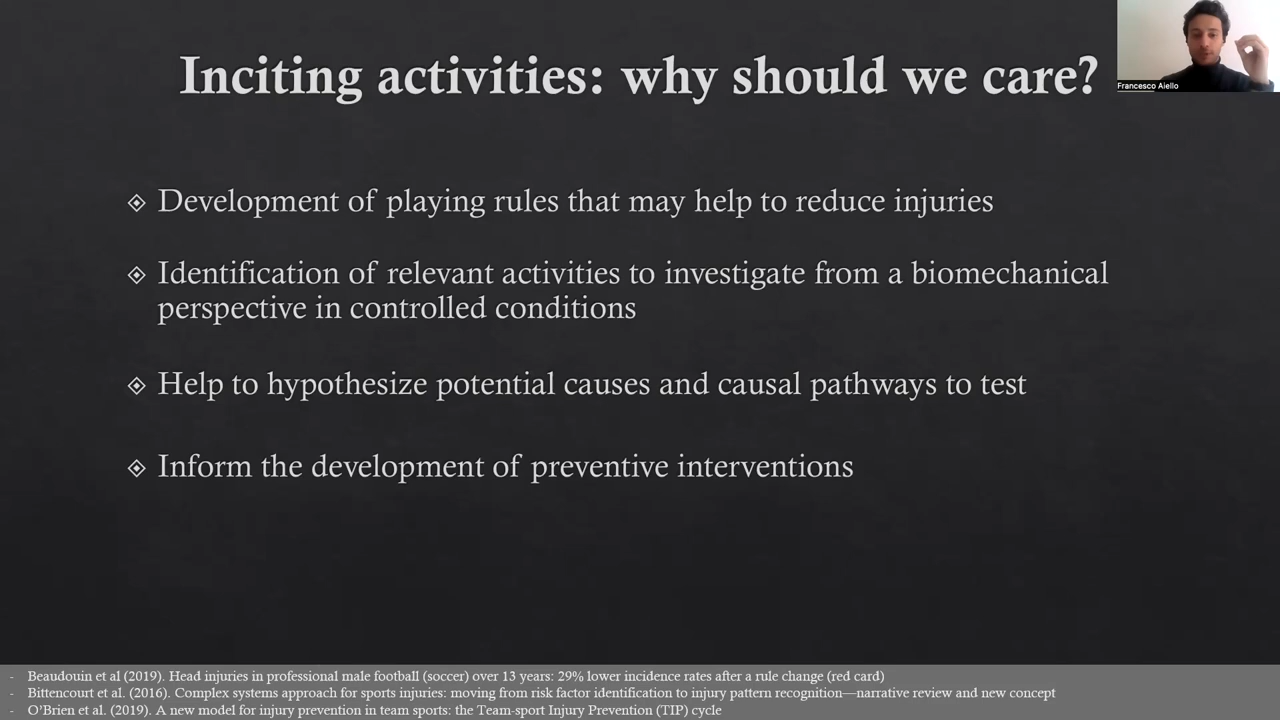 Inciting activities: why should we care?
Francesco Aiello
Development of playing rules that may help to reduce injuries
Identification of relevant activities to investigate from a biomechanical
perspective in controlled conditions
Help to hypothesize potential causes and causal pathways to test
Inform the development of preventive interventions
- Beaudouin et al (2019). Head injuries in professional male football (soccer) over 13 years: 29% lower incidence rates after a rule change (red card)
- Bittencourt et al. (2016). Complex systems approach for sports injuries: moving from risk factor identification to injury pattern recognition—narrative review and new concept
- O’Brien et al. (2019). A new model for injury prevention in team sports: the Team-sport Injury Prevention (TIP) cycle